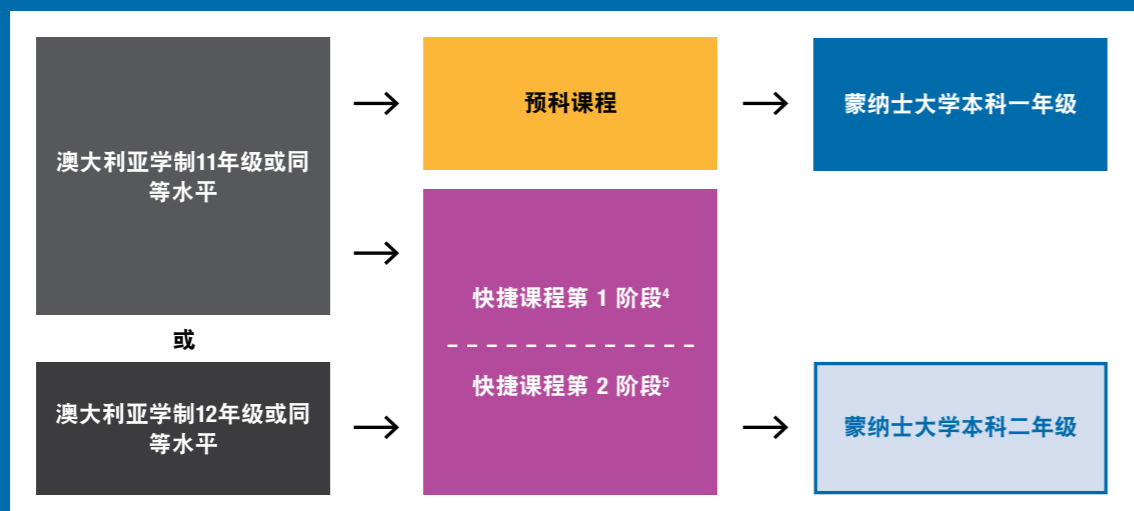 澳大利亚学制11年级或同
等水平
预科课程
蒙纳士大学本科一年级
快捷课程第 1 阶段⁴
或
快捷课程第 2 阶段⁵
澳大利亚学制12年级或同
等水平
蒙纳士大学本科二年级